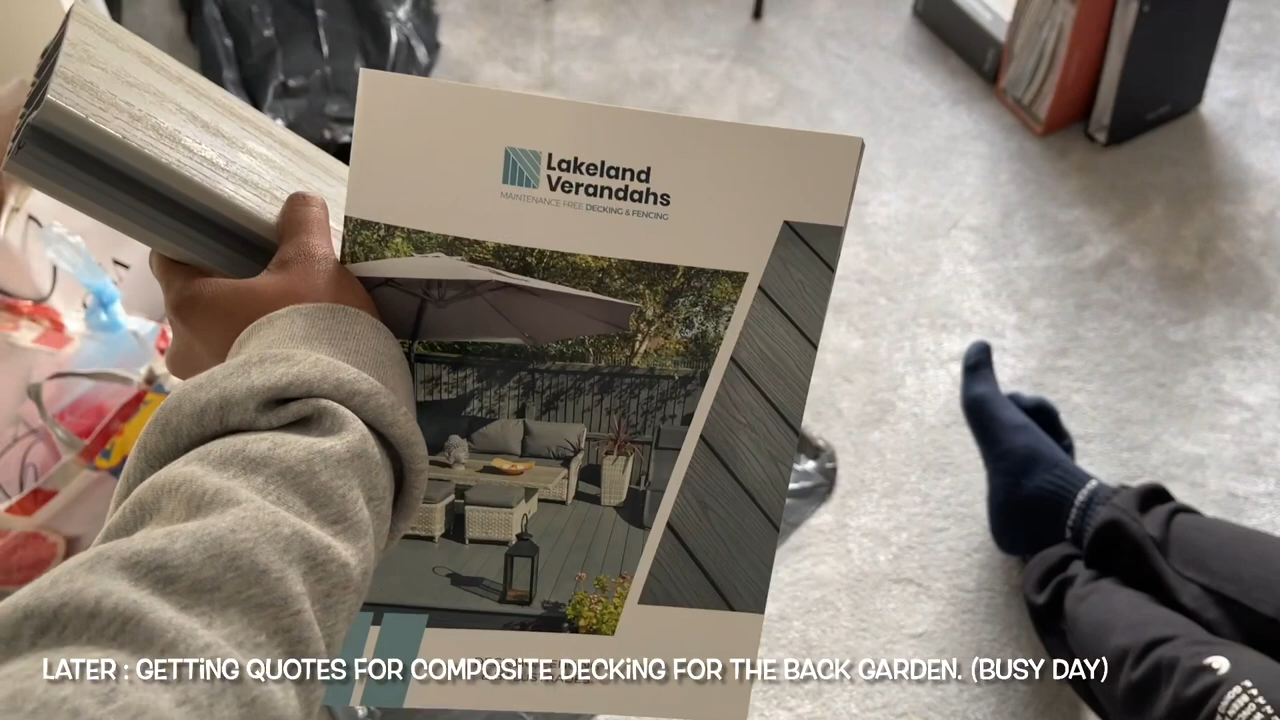 Lakeland
Verandahs
MAINTENANCE FREE DECKING & FENCING
LATER : GETTING QUOTES FOR COMPOSITE DECKING FOR THE BACK GARDEN. (BUSY DAY)